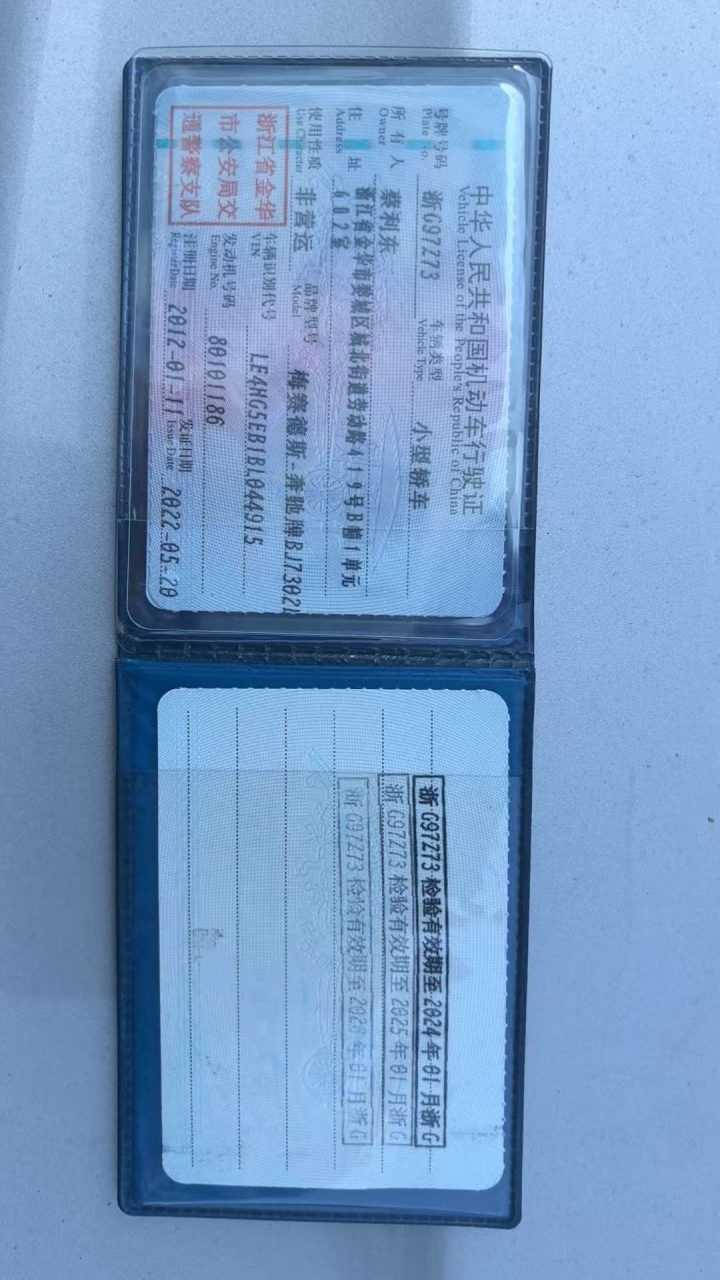 中华人民共和国机动车行驶证
Vehicle License of the People's Republic of China
号牌号码 浙G97Z73 车辆类型 小型轿车
Plate No. Vehicle Type
所有人 蔡利东
Owner
住址 浙江省金华市婺城区城北街道劳动路419号B幢1单元
Address 602室
使用性质 非营运 品牌型号 梅赛德斯-奔驰牌BJ7302
Use Character Model
浙江省金华
市公安局交
通警察支队
车辆识别代号 LE4HG5EB1BL044915
VIN
发动机号码 80101186
Engine No.
注册日期 2012-01-11 发证日期 2022-05-20
Register Date Issue Date
浙G97Z73 检验有效期至2024年01月浙G
浙G97Z73 检验有效期至2025年01月浙G
浙G97Z73 检验有效期至2026年01月浙G